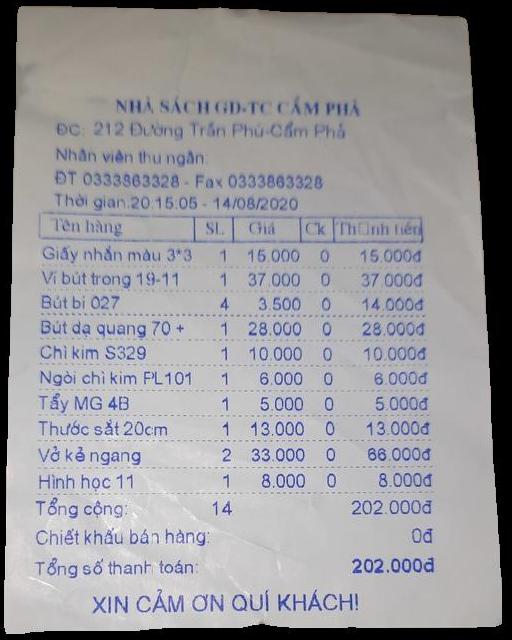 NHÀ SÁCH GD-TC CẨM PHẢ
ĐC: 212 Đường Trần Phú-Cẩm Phả
Nhân viên thu ngân:
ĐT 0333863328 - Fax 0333863328
Thời gian:20:15:05 - 14/08/2020
Tên hàng SL Giá Ck Th□nh tiền
Giấy nhắn màu 3*3 1 15.000 0 15.000đ
Ví bút trong 19-11 1 37.000 0 37.000đ
Bút bi 027 4 3.500 0 14.000đ
Bút dạ quang 70 + 1 28.000 0 28.000đ
Chì kim S329 1 10.000 0 10.000đ
Ngòi chì kim PL101 1 6.000 0 6.000đ
Tẩy MG 4B 1 5.000 0 5.000đ
Thước sắt 20cm 1 13.000 0 13.000đ
Vở kẻ ngang 2 33.000 0 66.000đ
Hình học 11 1 8.000 0 8.000đ
Tổng cộng: 14 202.000đ
Chiết khấu bán hàng: 0đ
Tổng số thanh toán: 202.000đ
XIN CẢM ƠN QUÍ KHÁCH!